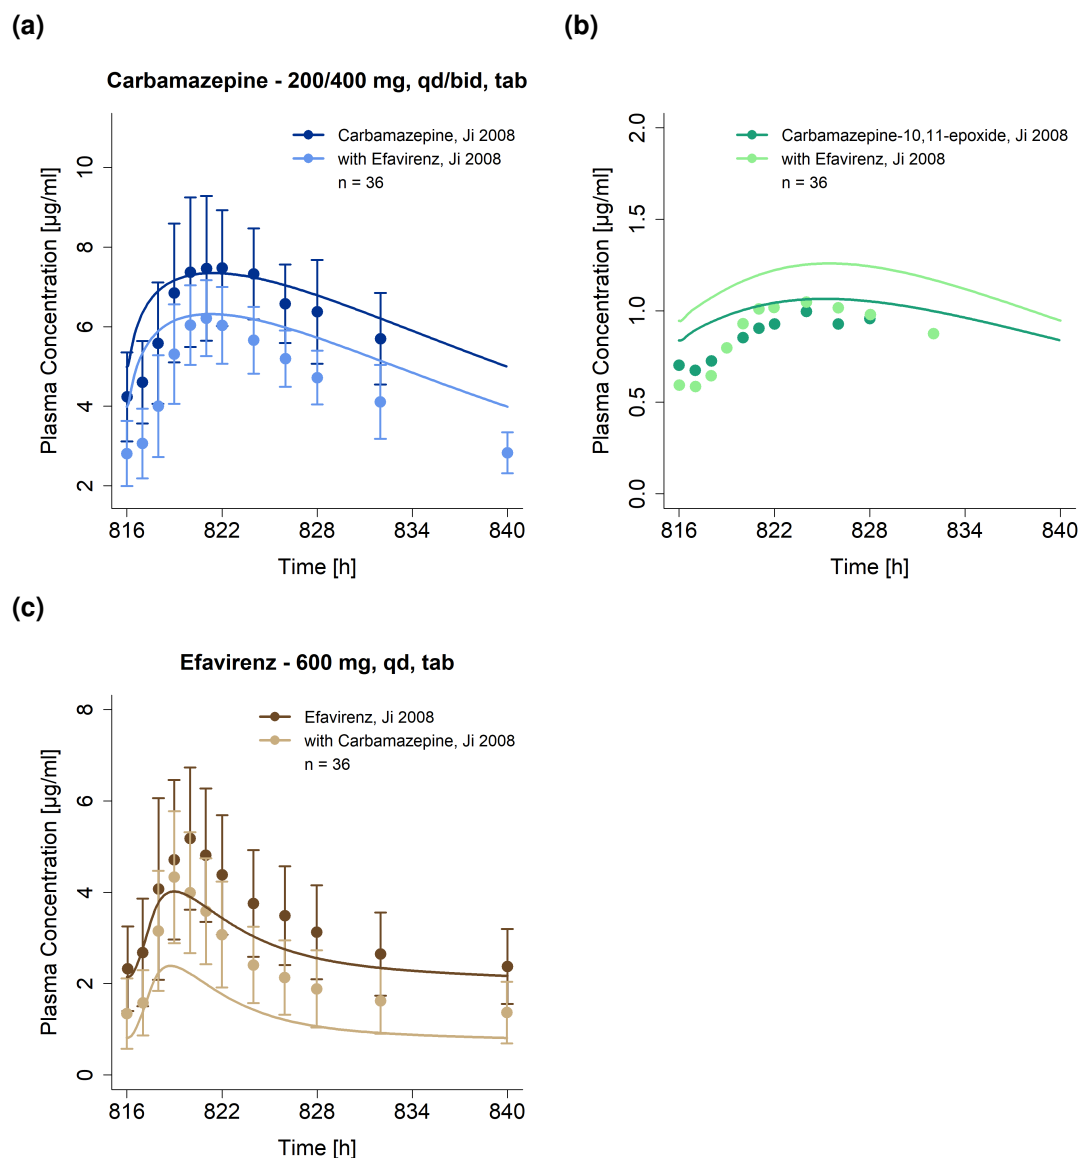 (a)
Carbamazepine - 200/400 mg, qd/bid, tab
Carbamazepine, Ji 2008
with Efavirenz, Ji 2008
n = 36
Plasma Concentration [µg/ml]
10
8
6
4
2
816 822 828 834 840
Time [h]
(b)
Carbamazepine-10,11-epoxide, Ji 2008
with Efavirenz, Ji 2008
n = 36
Plasma Concentration [µg/ml]
2.0
1.5
1.0
0.5
0.0
816 822 828 834 840
Time [h]
(c)
Efavirenz - 600 mg, qd, tab
Efavirenz, Ji 2008
with Carbamazepine, Ji 2008
n = 36
Plasma Concentration [µg/ml]
8
6
4
2
0
816 822 828 834 840
Time [h]